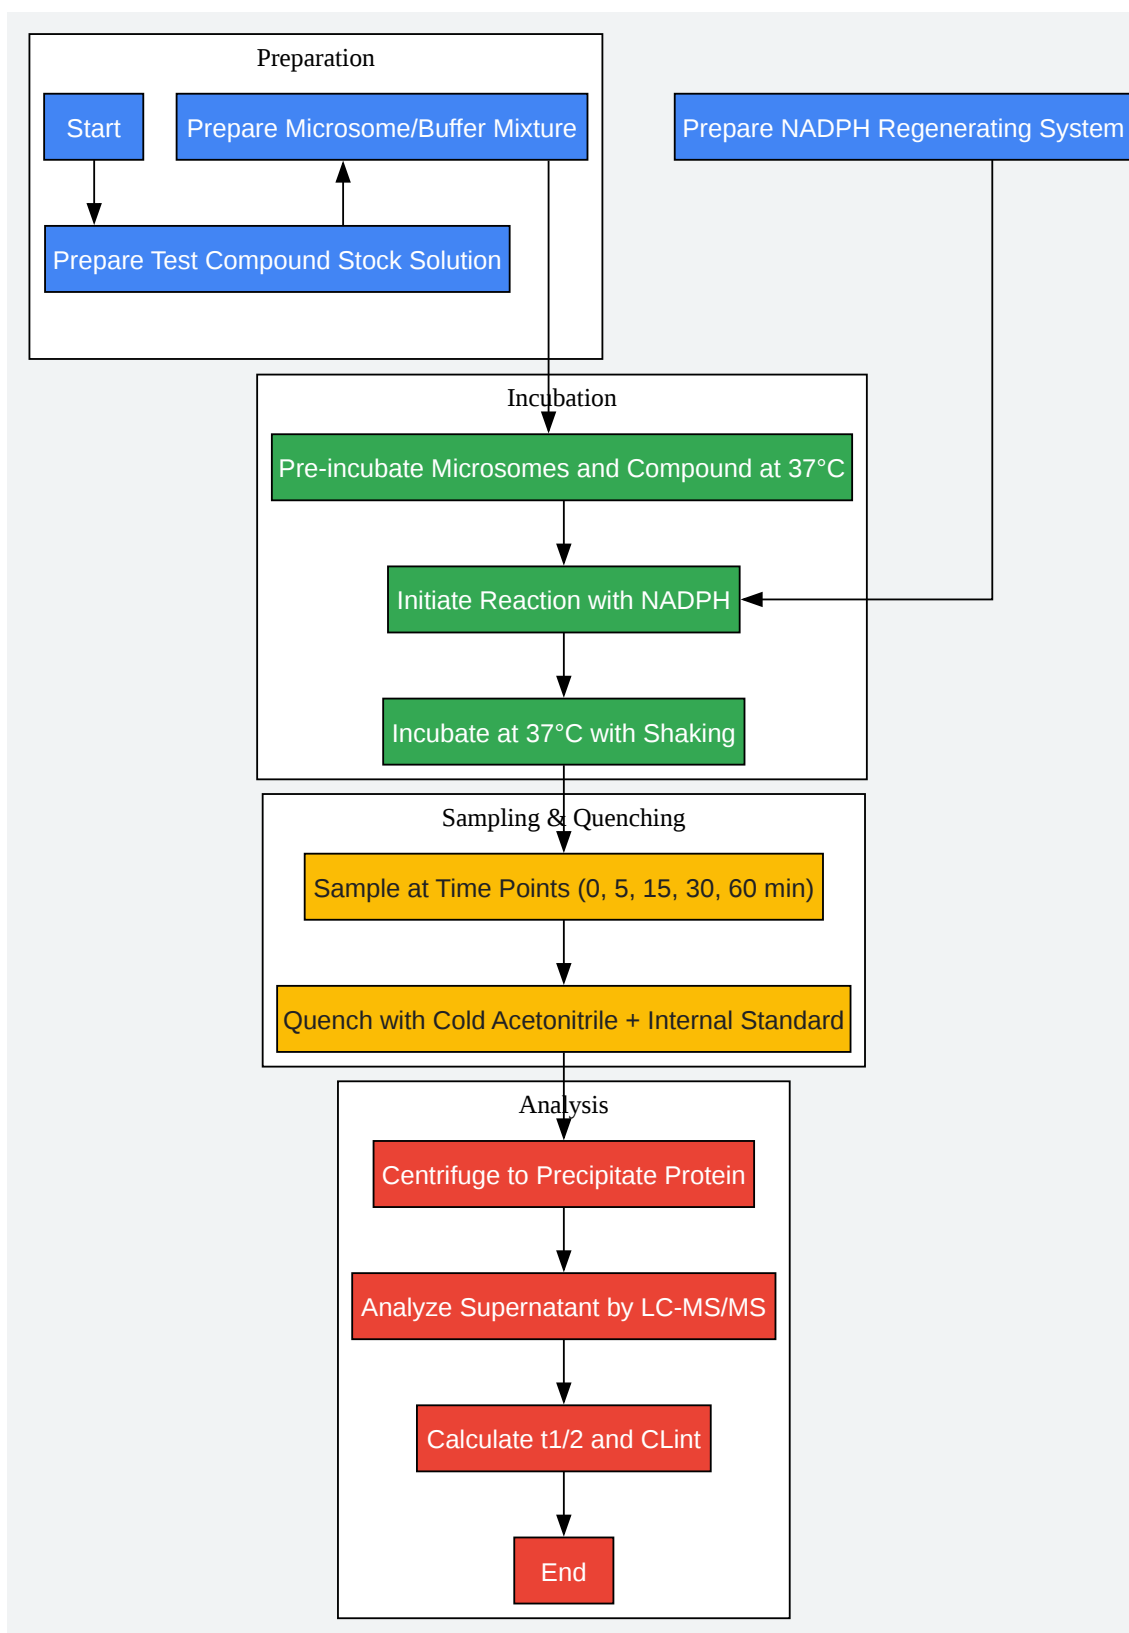 Preparation
Start
Prepare Microsome/Buffer Mixture
Prepare NADPH Regenerating System
Prepare Test Compound Stock Solution
Incubation
Pre-incubate Microsomes and Compound at 37°C
Initiate Reaction with NADPH
Incubate at 37°C with Shaking
Sampling & Quenching
Sample at Time Points (0, 5, 15, 30, 60 min)
Quench with Cold Acetonitrile + Internal Standard
Analysis
Centrifuge to Precipitate Protein
Analyze Supernatant by LC-MS/MS
Calculate t1/2 and CLint
End